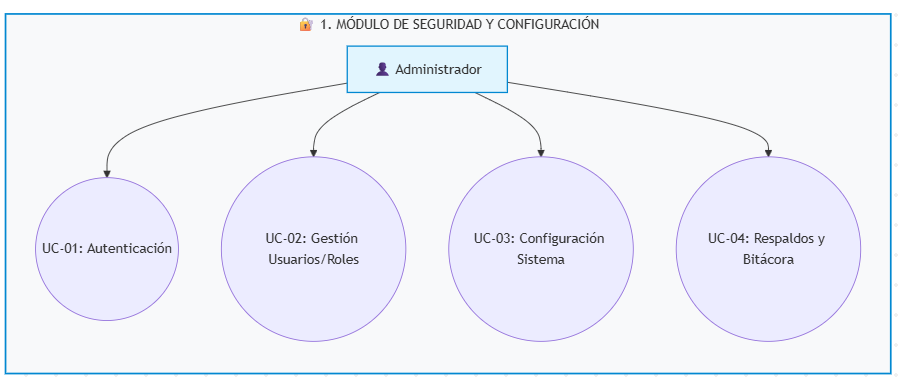 🔐 1. MÓDULO DE SEGURIDAD Y CONFIGURACIÓN
👤 Administrador
UC-01: Autenticación
UC-02: Gestión
Usuarios/Roles
UC-03: Configuración
Sistema
UC-04: Respaldos y
Bitácora